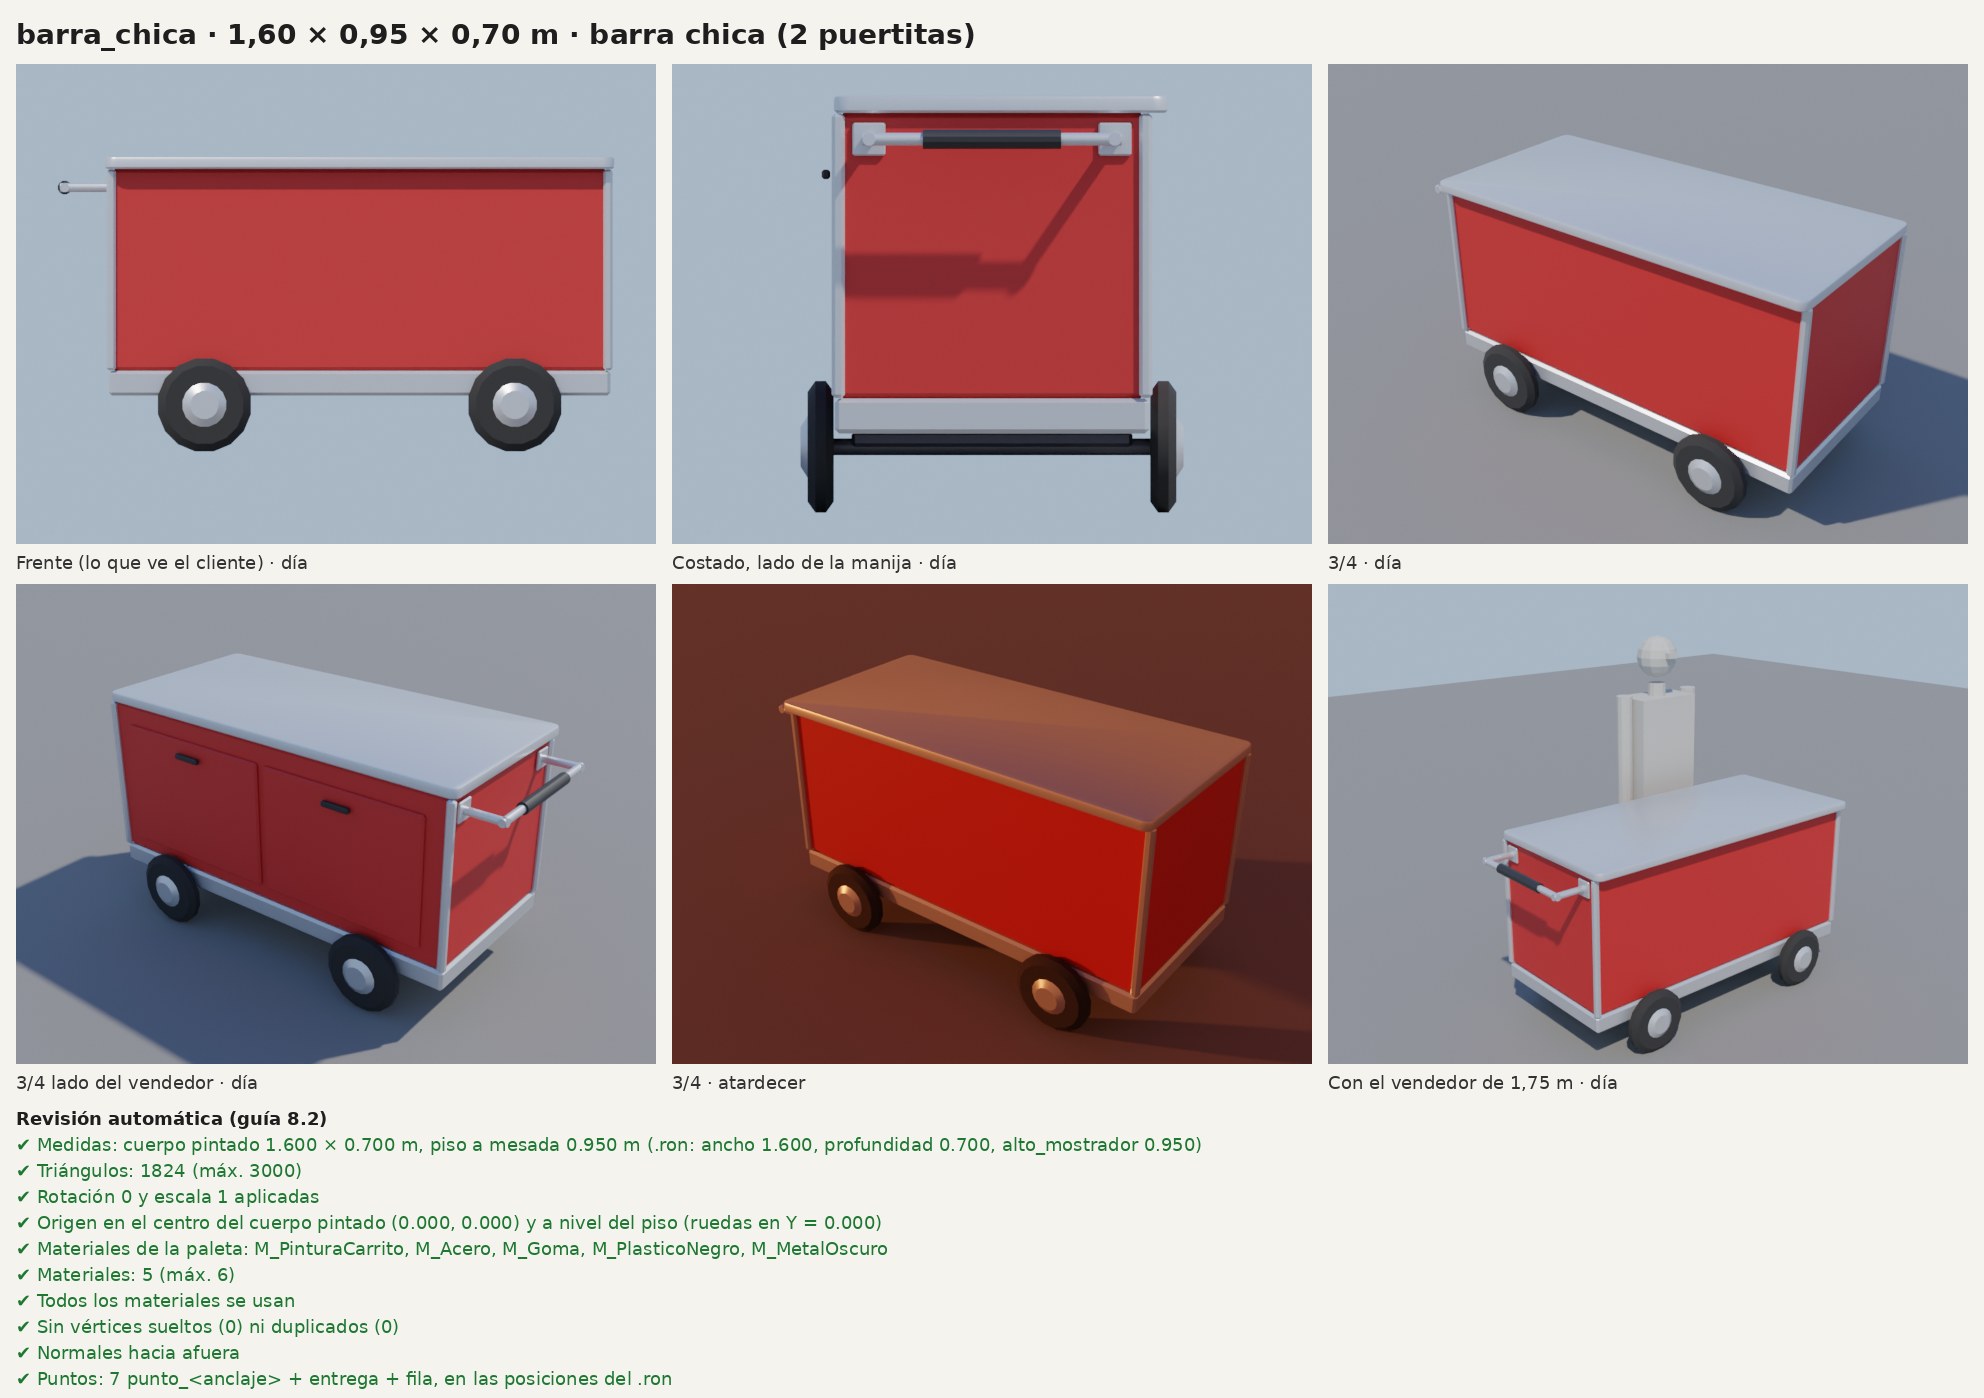 barra_chica · 1,60 × 0,95 × 0,70 m · barra chica (2 puertitas)
Frente (lo que ve el cliente) · día
Costado, lado de la manija · día
3/4 · día
3/4 lado del vendedor · día
3/4 · atardecer
Con el vendedor de 1,75 m · día
Revisión automática (guía 8.2)
✔ Medidas: cuerpo pintado 1.600 × 0.700 m, piso a mesada 0.950 m (.ron: ancho 1.600, profundidad 0.700, alto_mostrador 0.950)
✔ Triángulos: 1824 (máx. 3000)
✔ Rotación 0 y escala 1 aplicadas
✔ Origen en el centro del cuerpo pintado (0.000, 0.000) y a nivel del piso (ruedas en Y = 0.000)
✔ Materiales de la paleta: M_PinturaCarrito, M_Acero, M_Goma, M_PlasticoNegro, M_MetalOscuro
✔ Materiales: 5 (máx. 6)
✔ Todos los materiales se usan
✔ Sin vértices sueltos (0) ni duplicados (0)
✔ Normales hacia afuera
✔ Puntos: 7 punto_<anclaje> + entrega + fila, en las posiciones del .ron